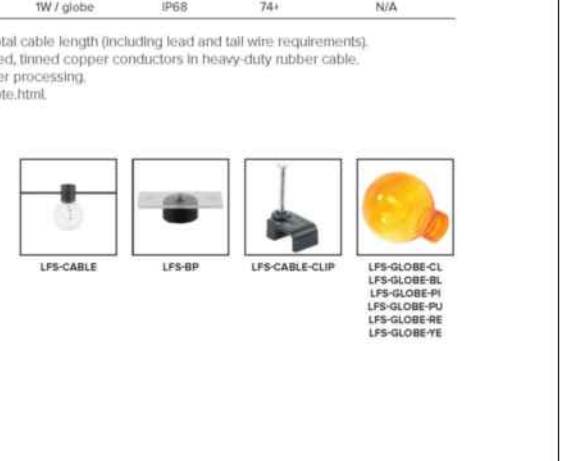 1W / globe IP68 74+ N/A
tal cable length (including lead and tail wire requirements).
ed, tinned copper conductors in heavy-duty rubber cable.
er processing.
te.html.
LFS-CABLE LFS-BP LFS-CABLE-CLIP LFS-GLOBE-CL
LFS-GLOBE-BL
LFS-GLOBE-PI
LFS-GLOBE-PU
LFS-GLOBE-RE
LFS-GLOBE-YE